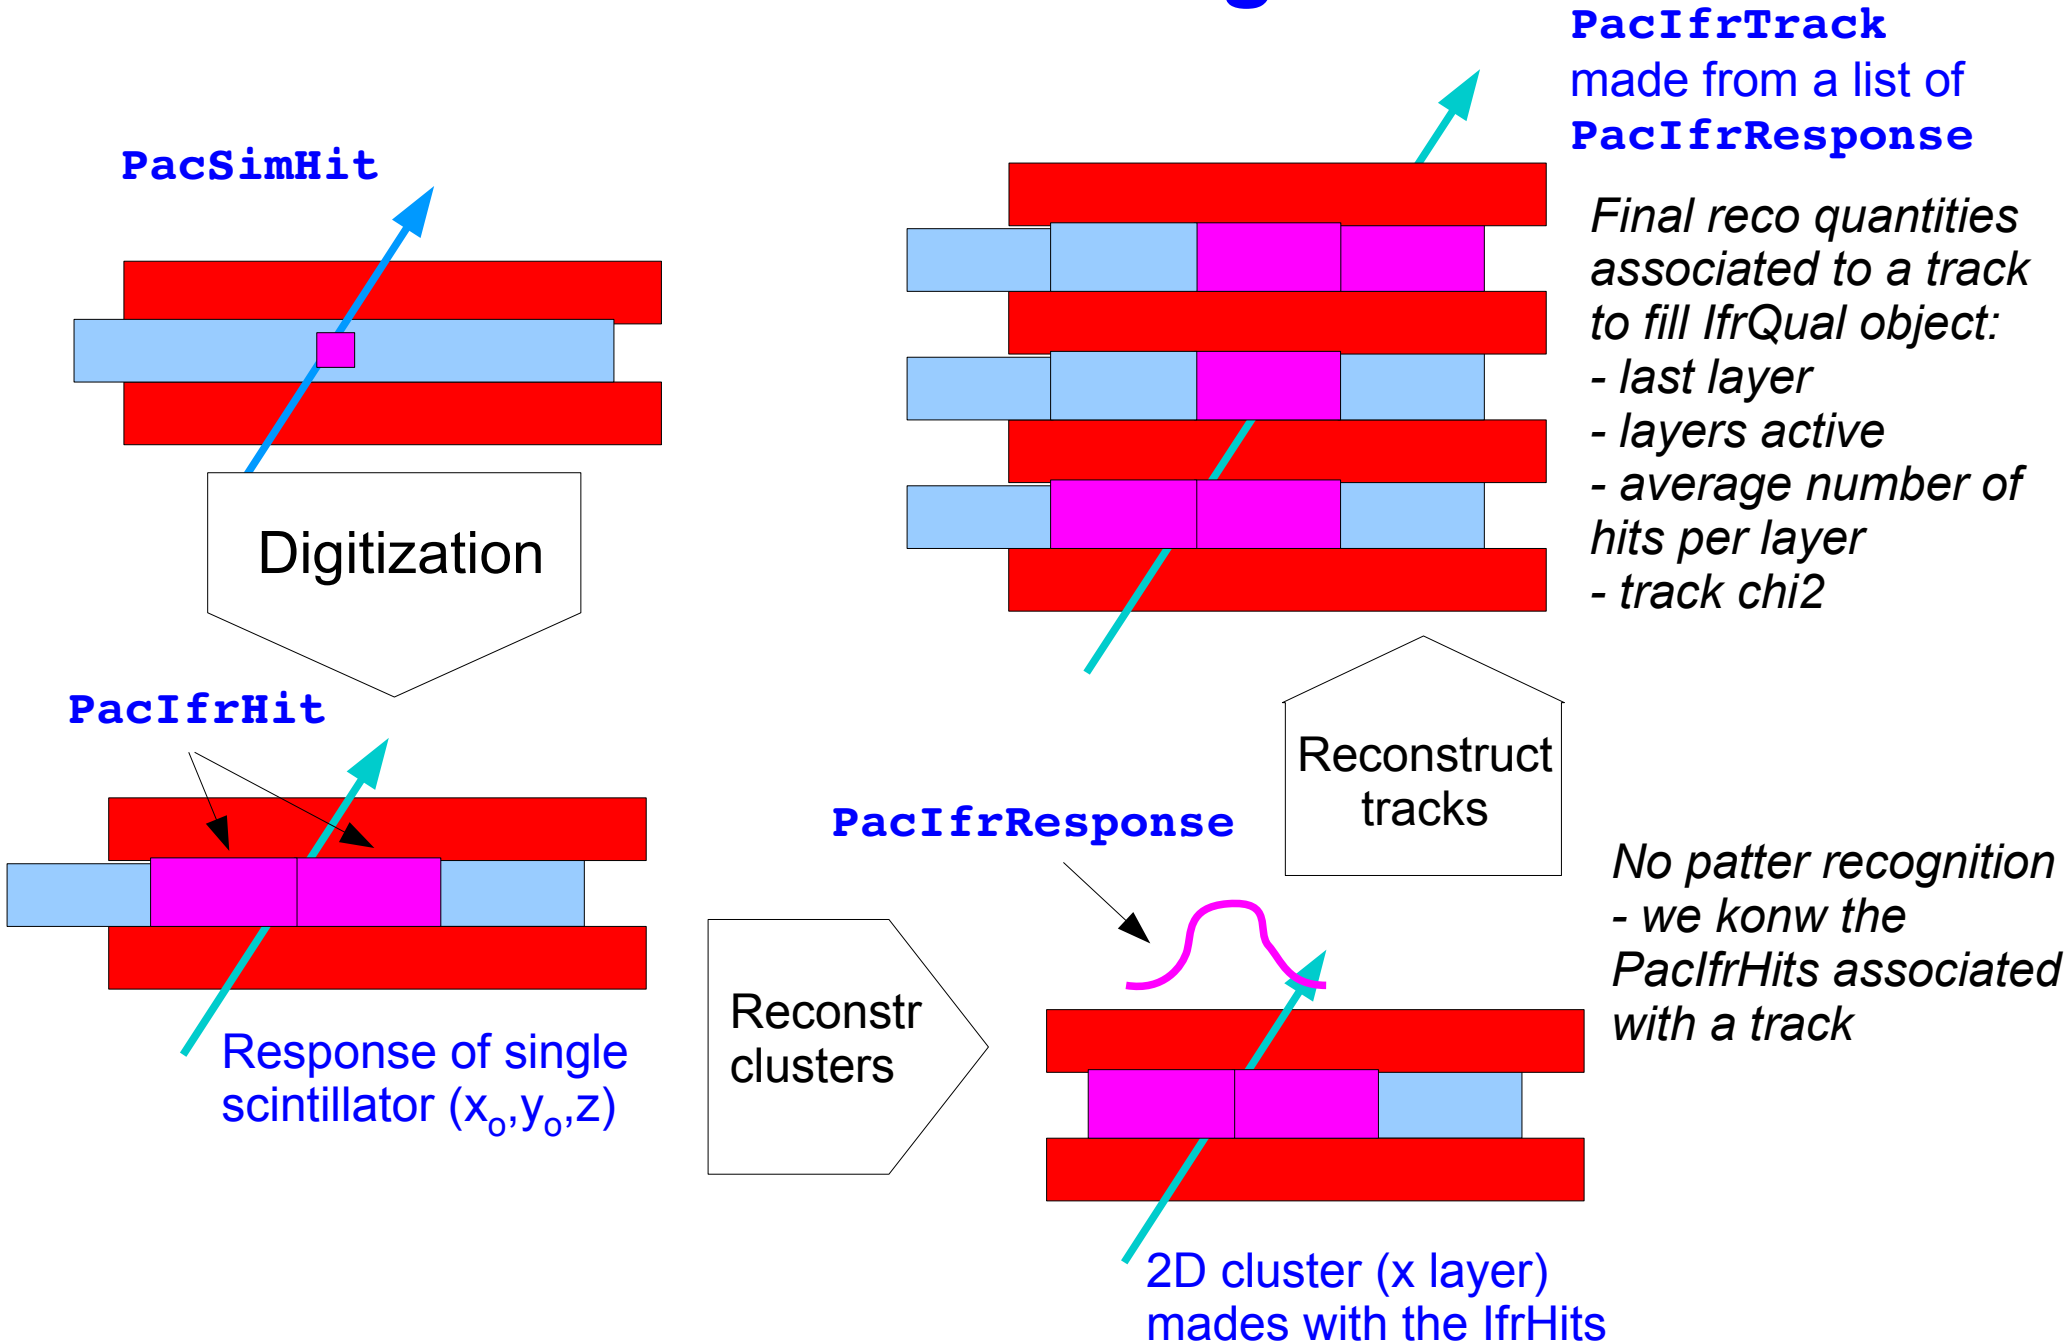 PacSimHit
Digitization
PacIfrHit
Response of single
scintillator (xo,yo,z)
Reconstr
clusters
PacIfrResponse
2D cluster (x layer)
mades with the IfrHits
Reconstruct
tracks
No patter recognition
- we konw the
PacIfrHits associated
with a track
PacIfrTrack
made from a list of
PacIfrResponse
Final reco quantities
associated to a track
to fill IfrQual object:
- last layer
- layers active
- average number of
hits per layer
- track chi2